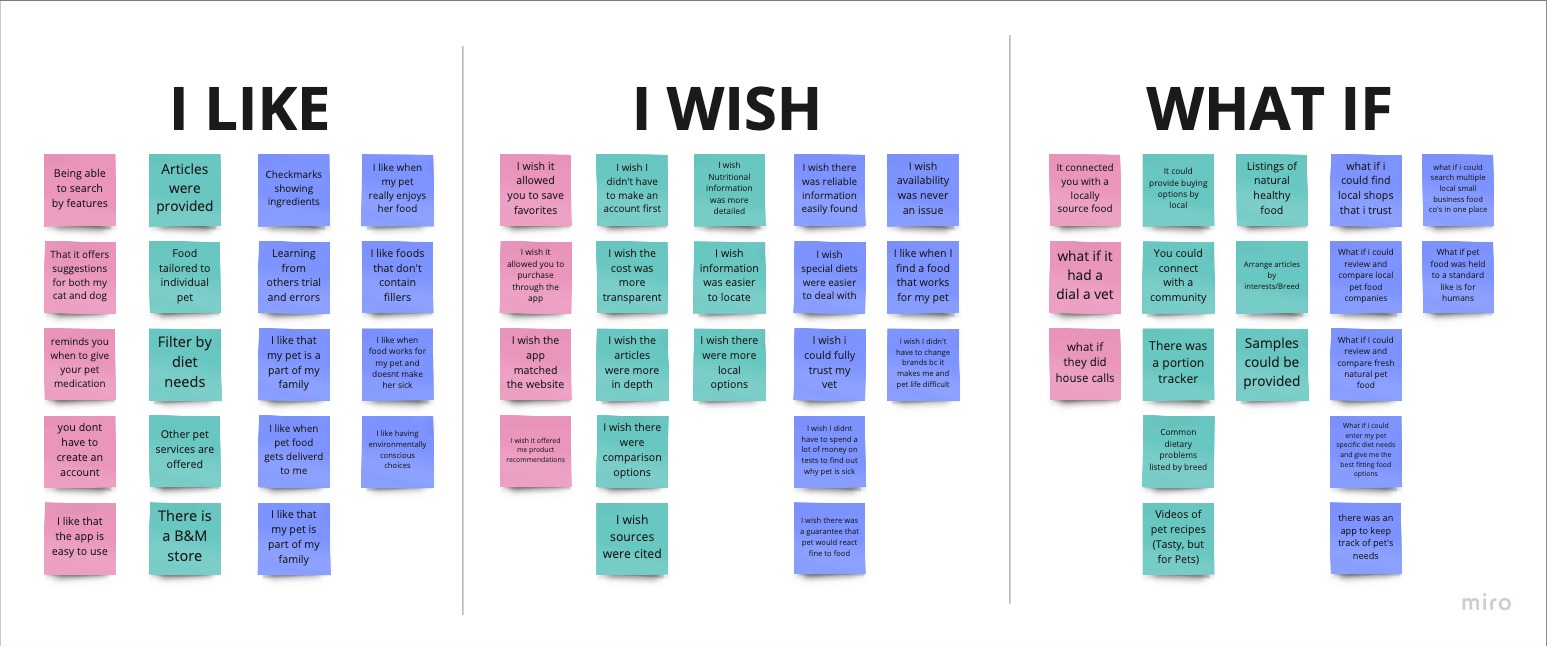 I LIKE
Being able
to search
by features
Articles
were
provided
Checkmarks
showing
ingredients
I like when
my pet
really enjoys
her food
That it offers
suggestions
for both my
cat and dog
Food
tailored to
individual
pet
Learning
from
others trial
and errors
I like foods
that don't
contain
fillers
reminds you
when to give
your pet
medication
Filter by
diet
needs
I like that
my pet is a
part of my
family
I like when
food works for
my pet and
doesnt make
her sick
you dont
have to
create an
account
Other pet
services are
offered
I like when
pet food
gets deliverd
to me
I like having
environmentally
conscious
choices
I like that
the app is
easy to use
There is
a B&M
store
I like that
my pet is
part of my
family
I WISH
I wish it
allowed
you to save
favorites
I wish I
didn't have
to make an
account first
I wish
Nutritional
information
was more
detailed
I wish there
was reliable
information
easily found
I wish
availability
was never
an issue
I wish it
allowed you to
purchase
through the
app
I wish the
cost was
more
transparent
I wish
information
was easier
to locate
I wish
special diets
were easier
to deal with
I like when I
find a food
that works
for my pet
I wish the
app
matched
the website
I wish the
articles
were more
in depth
I wish there
were more
local
options
I wish i
could fully
trust my
vet
I wish I didn't
have to change
brands bc it
makes me and
pet life difficult
I wish it offered
me product
recommendations
I wish there
were
comparison
options
I wish I didnt
have to spend a
lot of money on
tests to find out
why pet is sick
I wish
sources
were cited
I wish there was
a guarantee that
pet would react
fine to food
WHAT IF
It connected
you with a
locally
source food
It could
provide buying
options by
local
Listings of
natural
healthy
food
what if i
could find
local shops
that i trust
what if i could
search multiple
local small
business food
co's in one place
what if it
had a
dial a vet
You could
connect
with a
community
Arrange articles
by
interests/Breed
What if i could
review and
compare local
pet food
companies
What if pet
food was held
to a standard
like is for
humans
what if
they did
house calls
There was
a portion
tracker
Samples
could be
provided
What if I could
review and
compare fresh
natural pet
food
Common
dietary
problems
listed by breed
What if i could
enter my pet
specific diet needs
and give me the
best fitting food
options
Videos of
pet recipes
(Tasty, but
for Pets)
there was an
app to keep
track of pet's
needs
miro